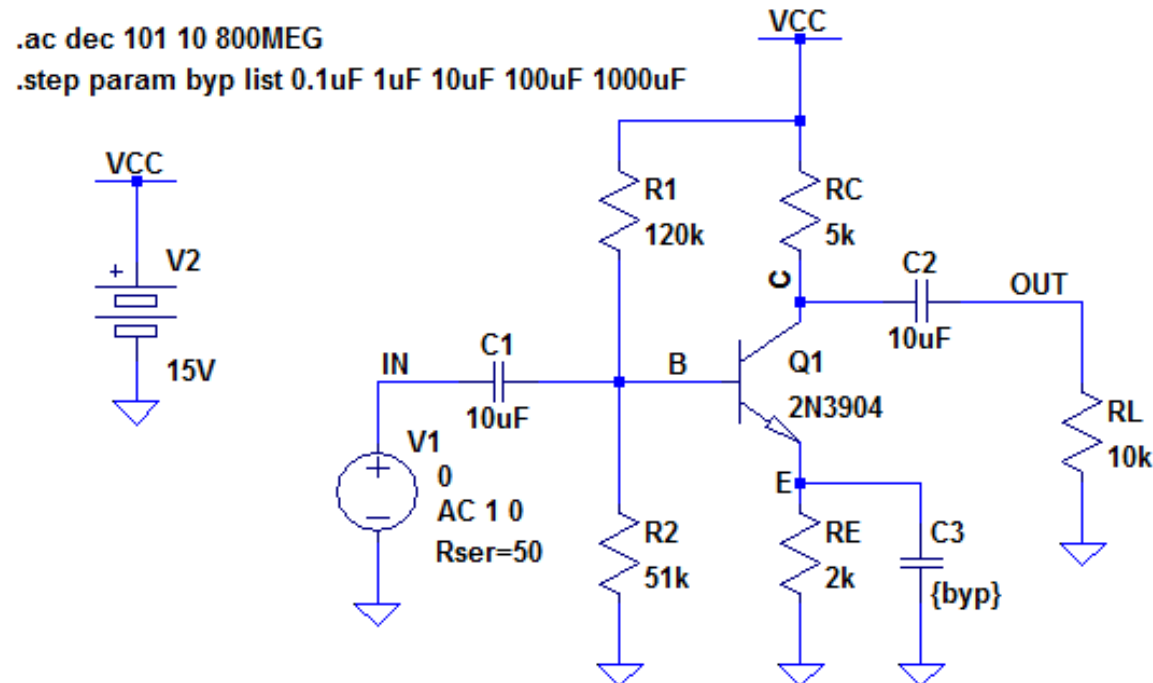 .ac dec 101 10 800MEG
.step param byp list 0.1uF 1uF 10uF 100uF 1000uF
VCC
VCC
V2
+
15V
R1
120k
RC
5k
C
C2
10uF
OUT
IN
C1
10uF
B
Q1
2N3904
V1
0
AC 1 0
Rser=50
RL
10k
E
R2
51k
RE
2k
C3
{byp}